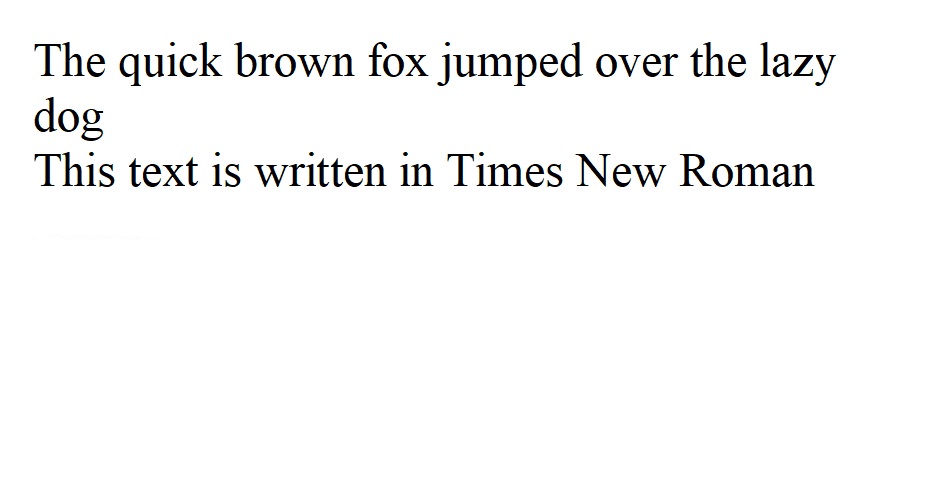 The quick brown fox jumped over the lazy
dog
This text is written in Times New Roman